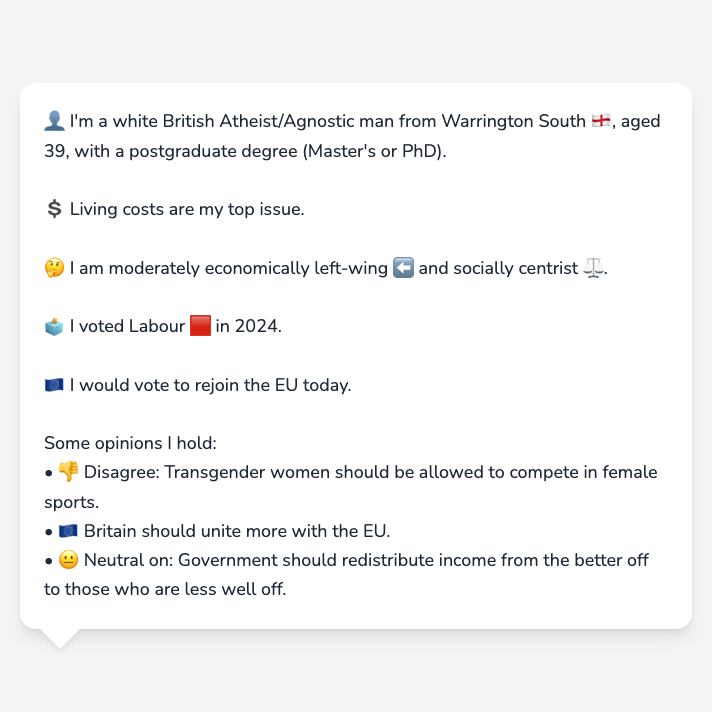 👤 I'm a white British Atheist/Agnostic man from Warrington South 🏴󠁧󠁢󠁥󠁮󠁧󠁿, aged
39, with a postgraduate degree (Master's or PhD).
💲 Living costs are my top issue.
🤔 I am moderately economically left-wing ⬅️ and socially centrist ⚖️.
🗳️ I voted Labour 🟥 in 2024.
🇪🇺 I would vote to rejoin the EU today.
Some opinions I hold:
• 👎 Disagree: Transgender women should be allowed to compete in female
sports.
• 🇪🇺 Britain should unite more with the EU.
• 😐 Neutral on: Government should redistribute income from the better off
to those who are less well off.